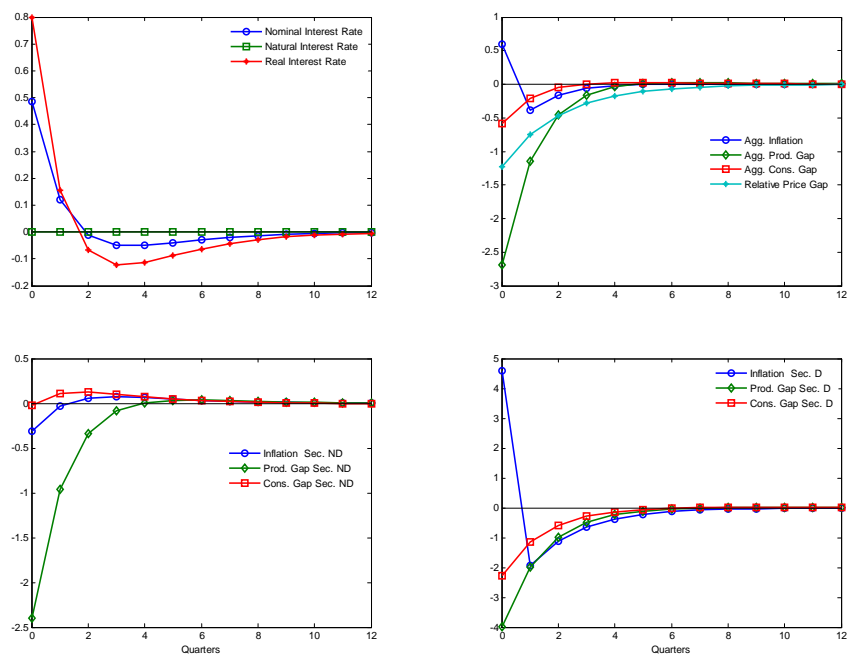 0.8
0.7
0.6
0.5
0.4
0.3
0.2
0.1
0
-0.1
-0.2
0 2 4 6 8 10 12
Nominal Interest Rate
Natural Interest Rate
Real Interest Rate
1
0.5
0
-0.5
-1
-1.5
-2
-2.5
-3
0 2 4 6 8 10 12
Agg. Inflation
Agg. Prod. Gap
Agg. Cons. Gap
Relative Price Gap
0.5
0
-0.5
-1
-1.5
-2
-2.5
0 2 4 6 8 10 12
Quarters
Inflation Sec. ND
Prod. Gap Sec. ND
Cons. Gap Sec. ND
5
4
3
2
1
0
-1
-2
-3
-4
0 2 4 6 8 10 12
Quarters
Inflation Sec. D
Prod. Gap Sec. D
Cons. Gap Sec. D